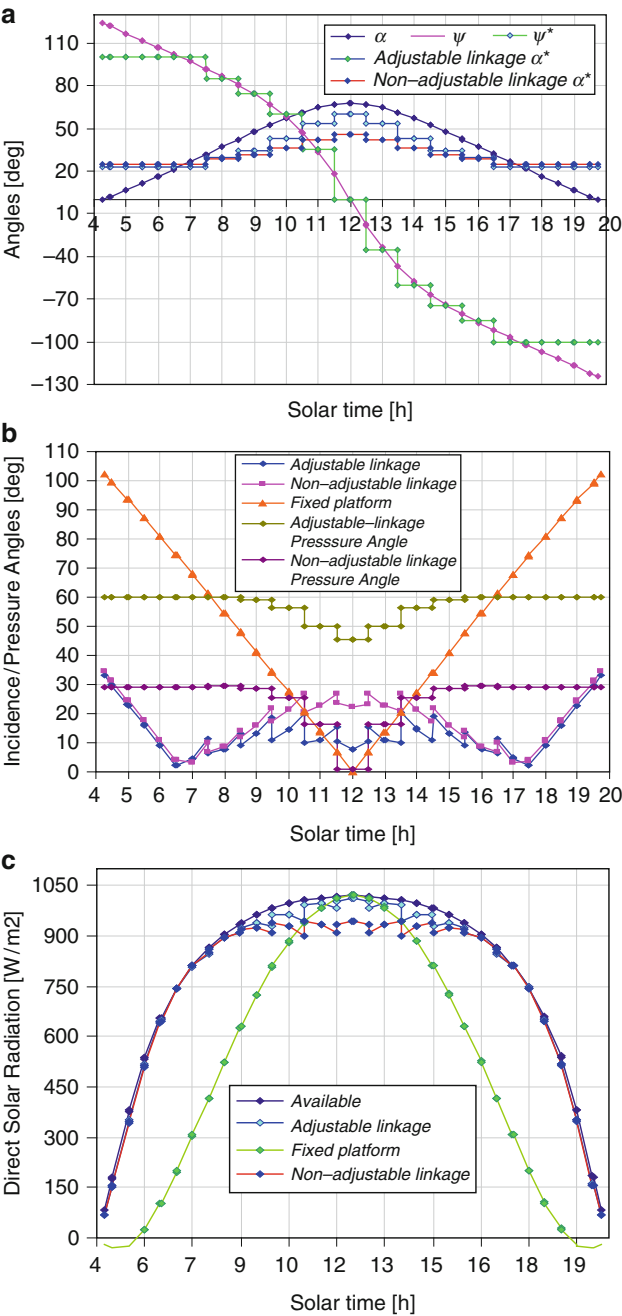 a
110
80
50
20
10
−40
−70
−100
−130
Angles [deg]
α ψ ψ*
Adjustable linkage α*
Non–adjustable linkage α*
4 5 6 7 8 9 10 11 12 13 14 15 16 17 18 19 20
Solar time [h]
b
110
100
90
80
70
60
50
40
30
20
10
0
Incidence/Pressure Angles [deg]
Adjustable linkage
Non–adjustable linkage
Fixed platform
Adjustable–linkage
Presssure Angle
Non–adjustable linkage
Pressure Angle
4 5 6 7 8 9 10 11 12 13 14 15 16 17 18 19 20
Solar time [h]
c
1050
900
750
600
450
300
150
0
Direct Solar Radiation [W/m2]
Available
Adjustable linkage
Fixed platform
Non–adjustable linkage
4 6 7 9 10 12 13 15 16 18 19
Solar time [h]